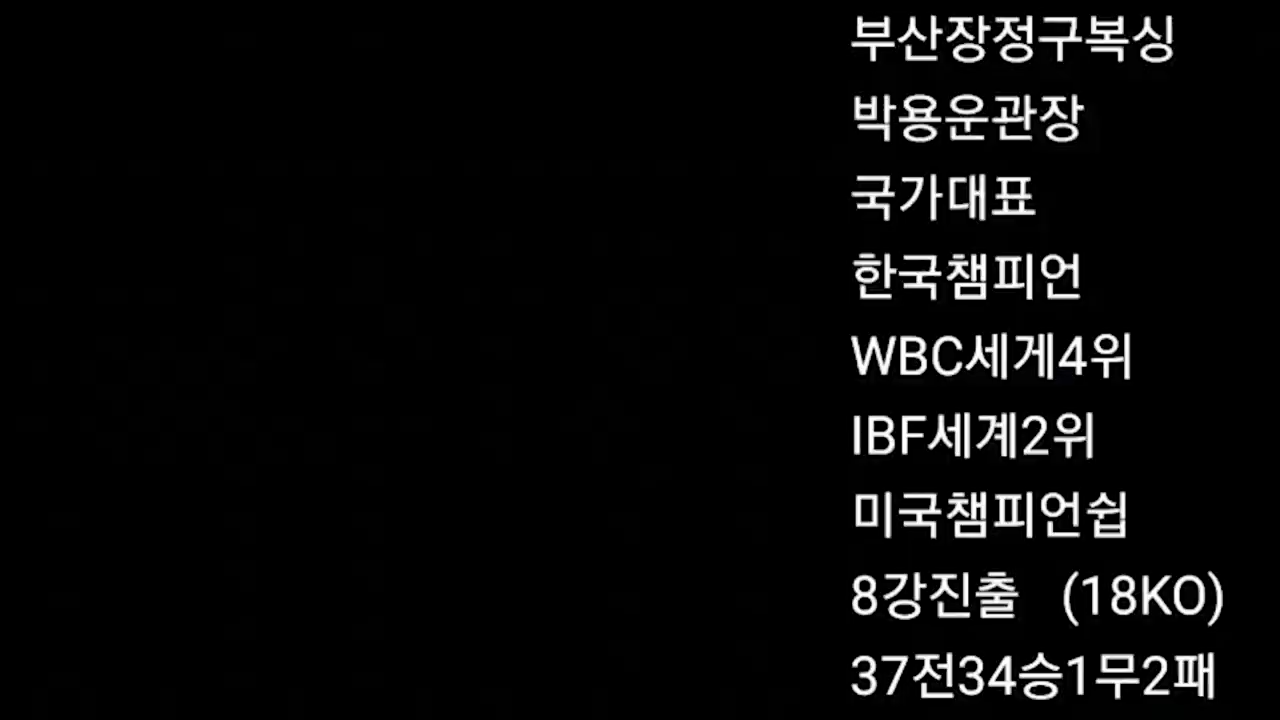 부산장정구복싱
박용운관장
국가대표
한국챔피언
WBC세게4위
IBF세계2위
미국챔피언쉽
8강진출 (18KO)
37전34승1무2패